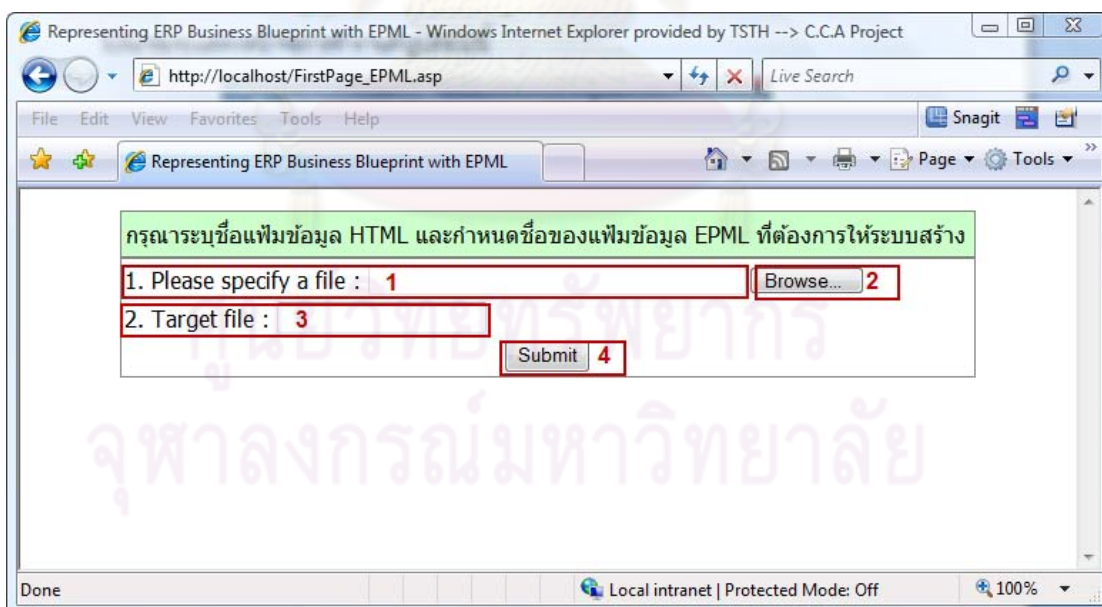 Representing ERP Business Blueprint with EPML - Windows Internet Explorer provided by TSTH --> C.C.A Project
http://localhost/FirstPage_EPML.asp Live Search
File Edit View Favorites Tools Help Snagit
Representing ERP Business Blueprint with EPML Page Tools
กรุณาระบุชื่อแฟ้มข้อมูล HTML และกำหนดชื่อของแฟ้มข้อมูล EPML ที่ต้องการให้ระบบสร้าง
1. Please specify a file : 1 Browse... 2
2. Target file : 3
ศูนย์วิทยทรัพยากร
Submit 4
จุฬาลงกรณ์มหาวิทยาลัย
Done Local intranet | Protected Mode: Off 100%